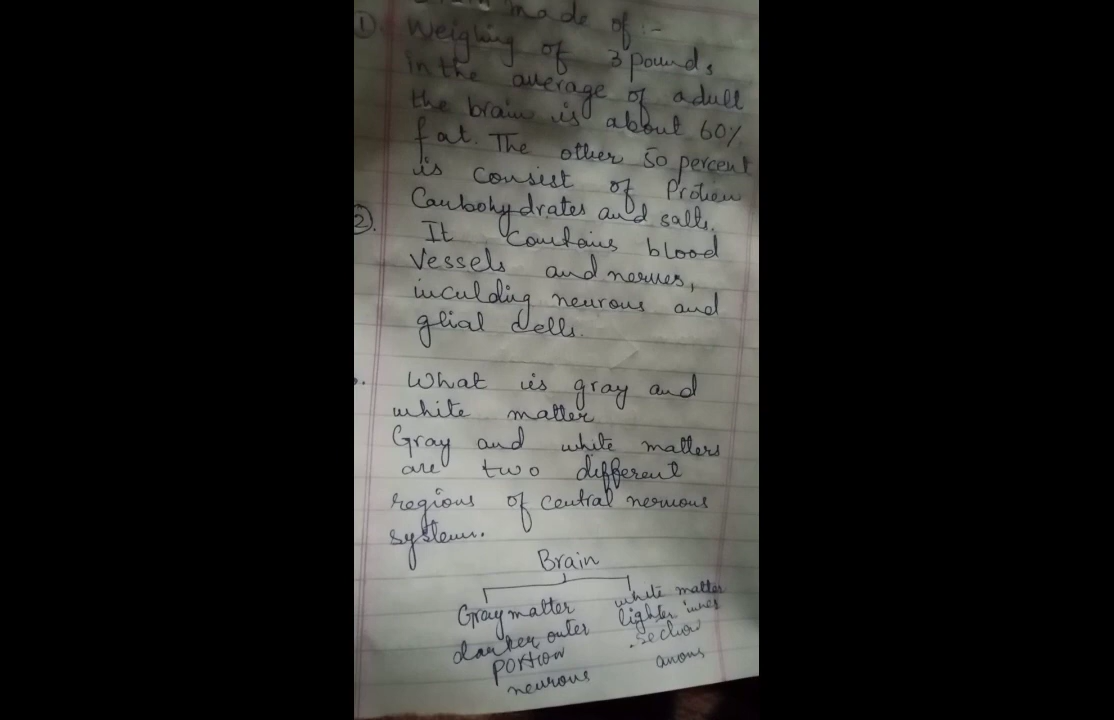 made of :-
1) Weighing of 3 pounds
in the average of adult
the brain is about 60%
fat. The other 50 percent
is consist of Protien
Carbohydrates and salts.
2). It contains blood
vessels and nerves,
inculding neurons and
glial cells.
What is gray and
white matter
Gray and white matters
are two different
regions of central nervous
system.
Brain
Gray matter
darker outer
portion
neurons
white matter
lighter inner
section
axons